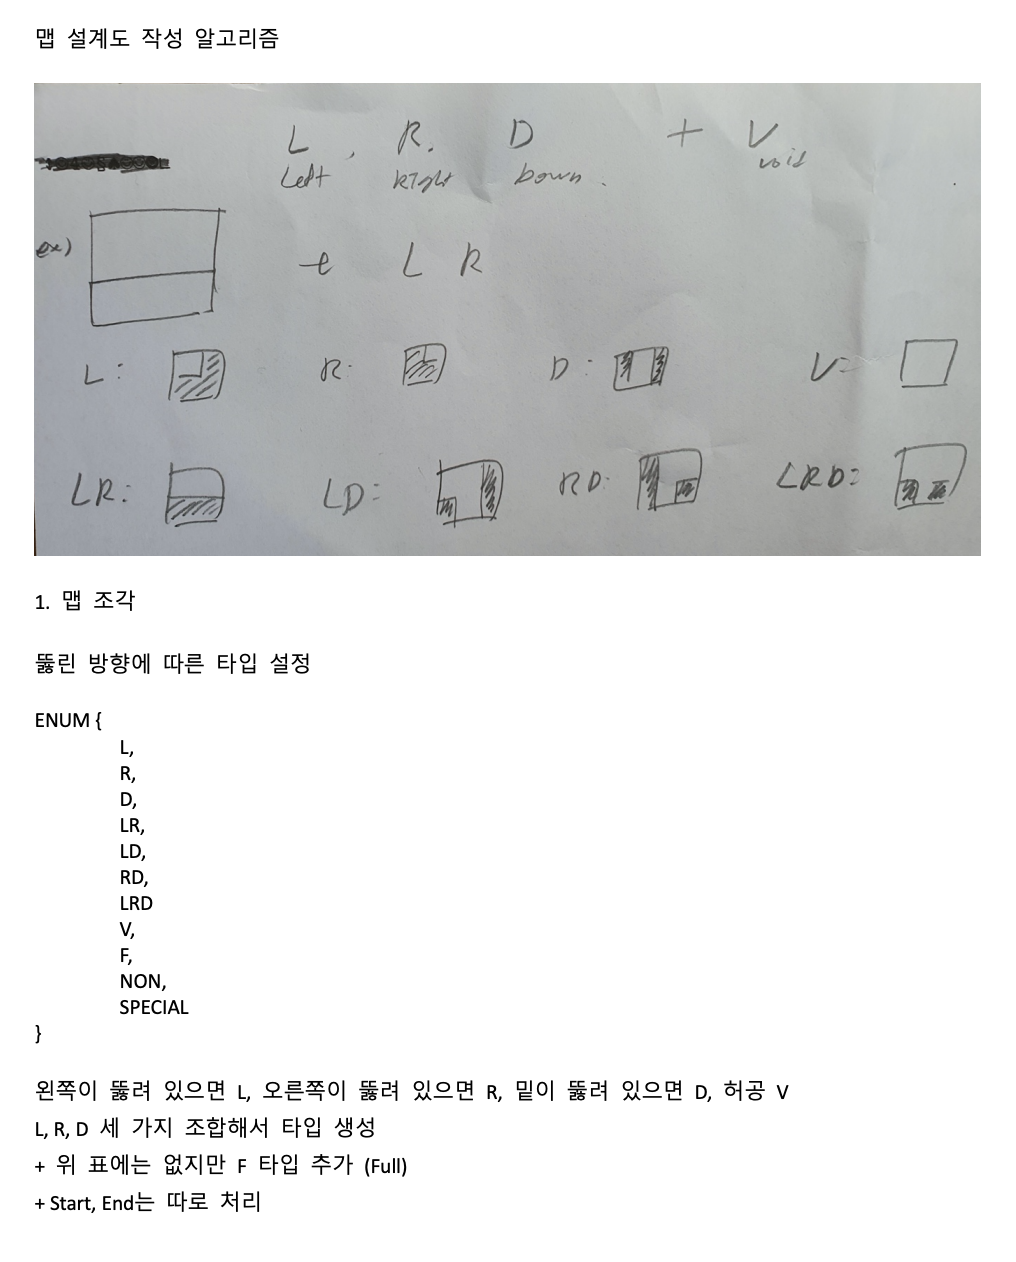 맵 설계도 작성 알고리즘
L, R, D + V
Left Right Down. void
ex) L R
L: R: D: V:
LR: LD: RD: LRD:
1. 맵 조각
뚫린 방향에 따른 타입 설정
ENUM {
L,
R,
D,
LR,
LD,
RD,
LRD
V,
F,
NON,
SPECIAL
}
왼쪽이 뚫려 있으면 L, 오른쪽이 뚫려 있으면 R, 밑이 뚫려 있으면 D, 허공 V
L, R, D 세 가지 조합해서 타입 생성
+ 위 표에는 없지만 F 타입 추가 (Full)
+ Start, End는 따로 처리